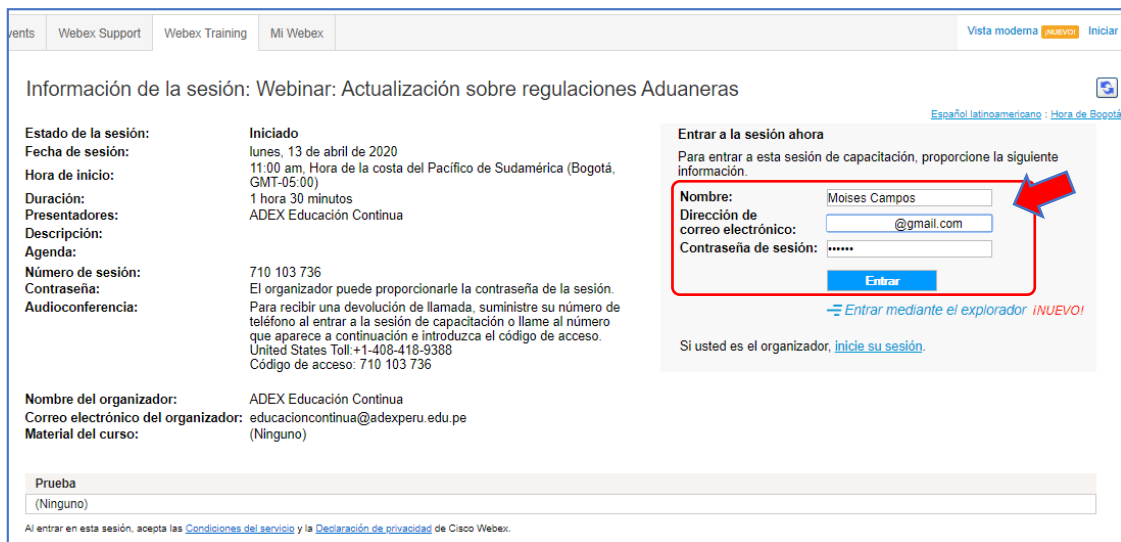 vents Webex Support Webex Training Mi Webex Vista moderna ¡NUEVO! Iniciar
Información de la sesión: Webinar: Actualización sobre regulaciones Aduaneras
Español latinoamericano : Hora de Bogotá
Estado de la sesión: Iniciado
Fecha de sesión: lunes, 13 de abril de 2020
Hora de inicio: 11:00 am, Hora de la costa del Pacífico de Sudamérica (Bogotá,
GMT-05:00)
Duración: 1 hora 30 minutos
Presentadores: ADEX Educación Continua
Descripción:
Agenda:
Número de sesión: 710 103 736
Contraseña: El organizador puede proporcionarle la contraseña de la sesión.
Audioconferencia: Para recibir una devolución de llamada, suministre su número de
teléfono al entrar a la sesión de capacitación o llame al número
que aparece a continuación e introduzca el código de acceso.
United States Toll:+1-408-418-9388
Código de acceso: 710 103 736
Nombre del organizador: ADEX Educación Continua
Correo electrónico del organizador: educacioncontinua@adexperu.edu.pe
Material del curso: (Ninguno)
Entrar a la sesión ahora
Para entrar a esta sesión de capacitación, proporcione la siguiente
información.
Nombre: Moises Campos
Dirección de
correo electrónico: @gmail.com
Contraseña de sesión: ••••••
Entrar
Entrar mediante el explorador ¡NUEVO!
Si usted es el organizador, inicie su sesión.
Prueba
(Ninguno)
Al entrar en esta sesión, acepta las Condiciones del servicio y la Declaración de privacidad de Cisco Webex.